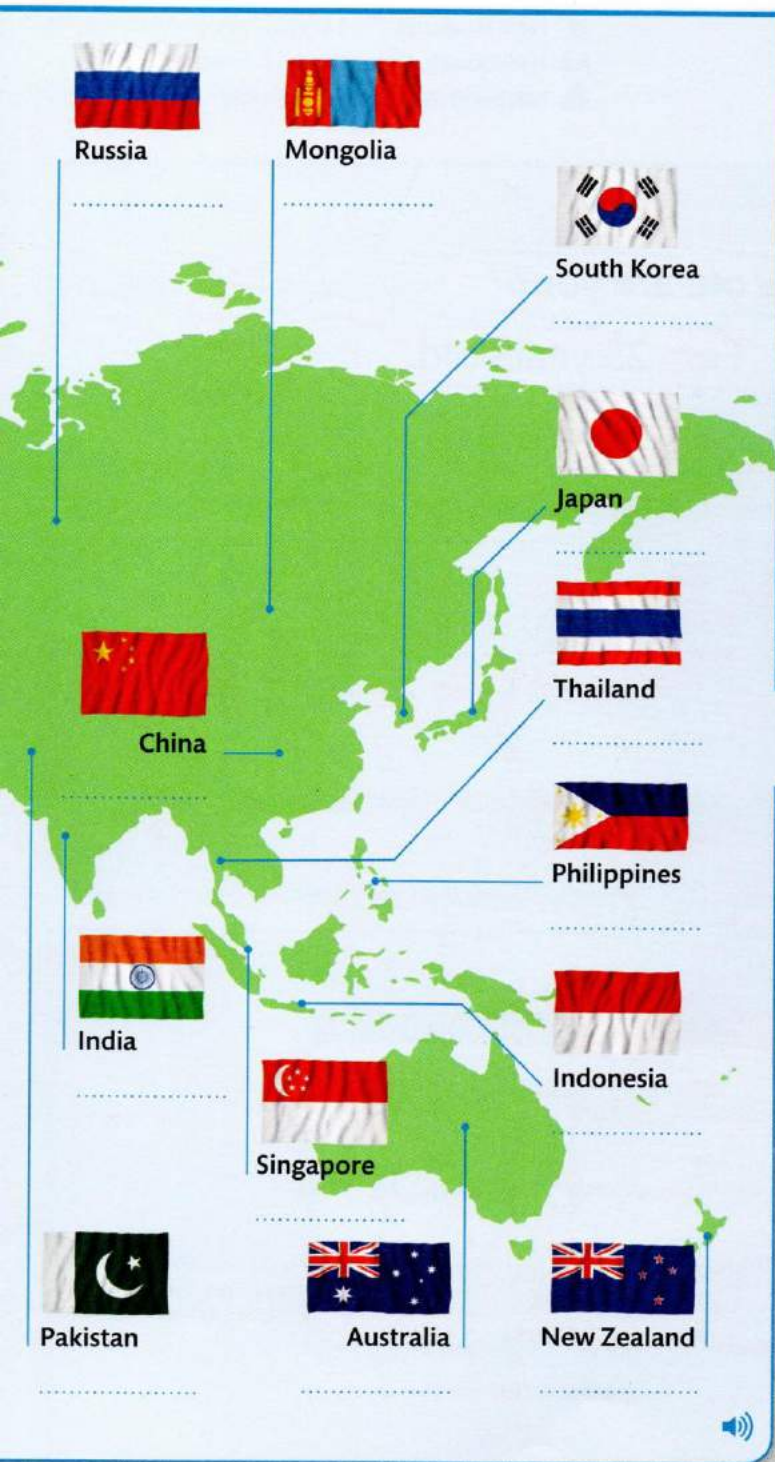 Russia
Mongolia
South Korea
Japan
Thailand
China
Philippines
India
Indonesia
Singapore
Pakistan
Australia
New Zealand